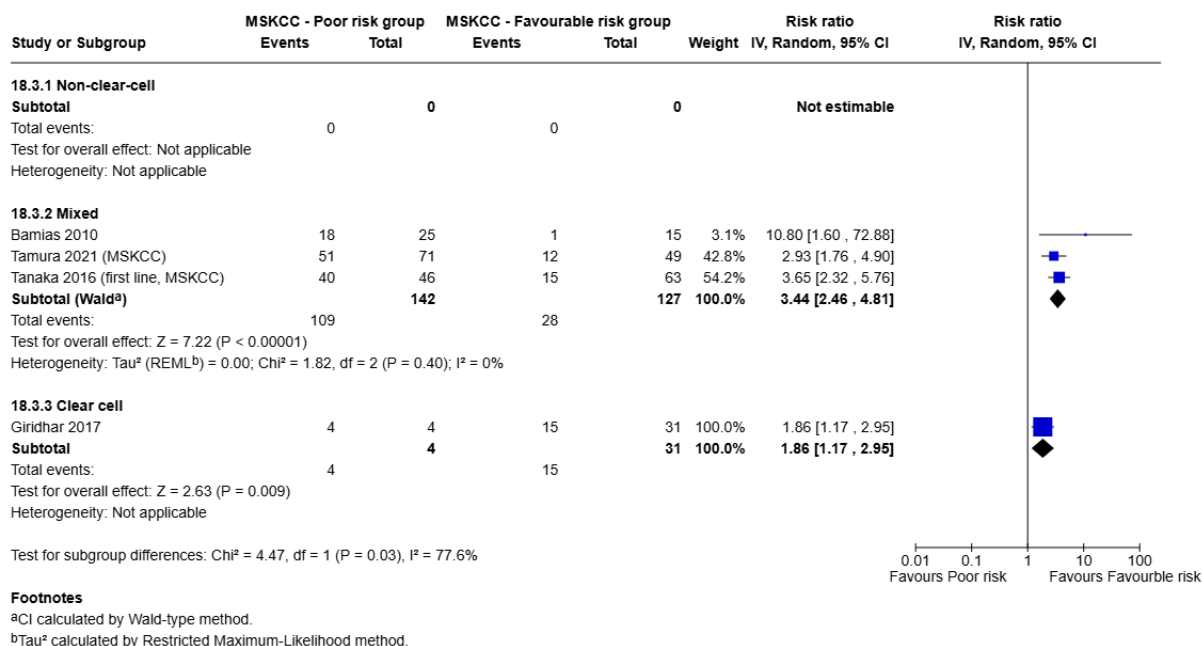 MSKCC - Poor risk group MSKCC - Favourable risk group Risk ratio Risk ratio
Study or Subgroup Events Total Events Total Weight IV, Random, 95% CI IV, Random, 95% CI
18.3.1 Non-clear-cell
Subtotal 0 0 Not estimable
Total events: 0 0
Test for overall effect: Not applicable
Heterogeneity: Not applicable
18.3.2 Mixed
Bamias 2010 18 25 1 15 3.1% 10.80 [1.60 , 72.88]
Tamura 2021 (MSKCC) 51 71 12 49 42.8% 2.93 [1.76 , 4.90]
Tanaka 2016 (first line, MSKCC) 40 46 15 63 54.2% 3.65 [2.32 , 5.76]
Subtotal (Waldᵃ) 142 127 100.0% 3.44 [2.46 , 4.81]
Total events: 109 28
Test for overall effect: Z = 7.22 (P < 0.00001)
Heterogeneity: Tau² (REMLᵇ) = 0.00; Chi² = 1.82, df = 2 (P = 0.40); I² = 0%
18.3.3 Clear cell
Giridhar 2017 4 4 15 31 100.0% 1.86 [1.17 , 2.95]
Subtotal 4 31 100.0% 1.86 [1.17 , 2.95]
Total events: 4 15
Test for overall effect: Z = 2.63 (P = 0.009)
Heterogeneity: Not applicable
Test for subgroup differences: Chi² = 4.47, df = 1 (P = 0.03), I² = 77.6%
0.01 0.1 1 10 100
Favours Poor risk Favours Favourble risk
Footnotes
ᵃCI calculated by Wald-type method.
ᵇTau² calculated by Restricted Maximum-Likelihood method.